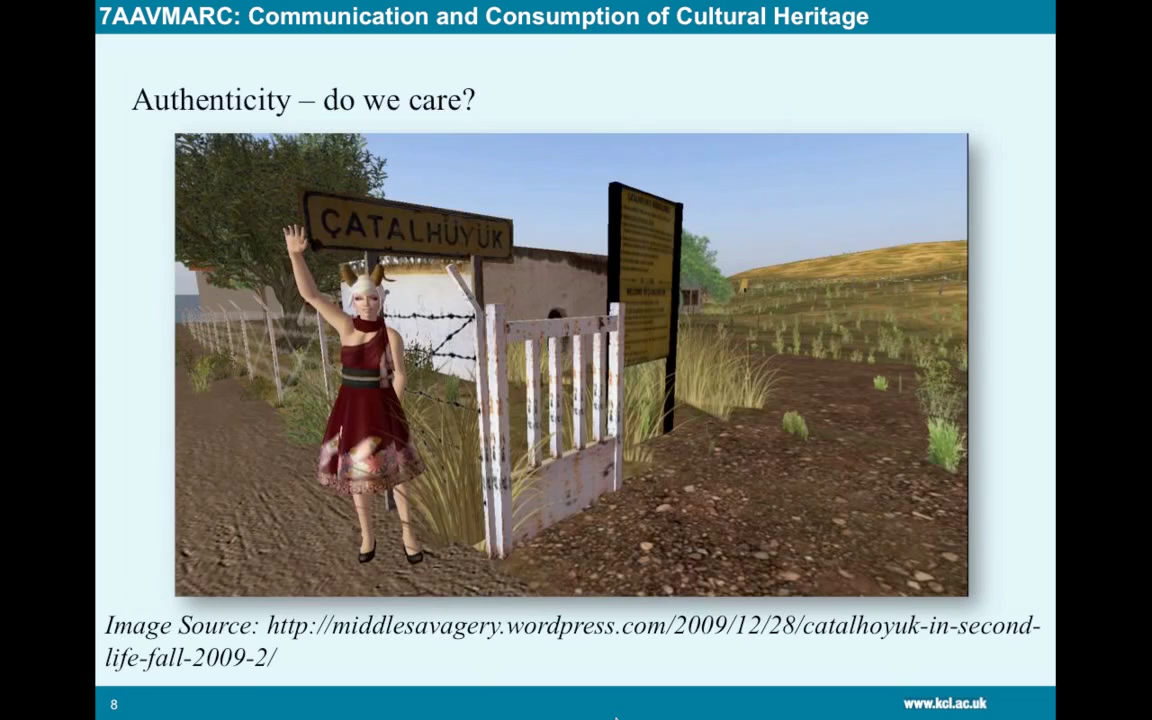 7AAVMARC: Communication and Consumption of Cultural Heritage
Authenticity – do we care?
ÇATALHÜYÜK
Image Source: http://middlesavagery.wordpress.com/2009/12/28/catalhoyuk-in-second-
life-fall-2009-2/
8
www.kcl.ac.uk